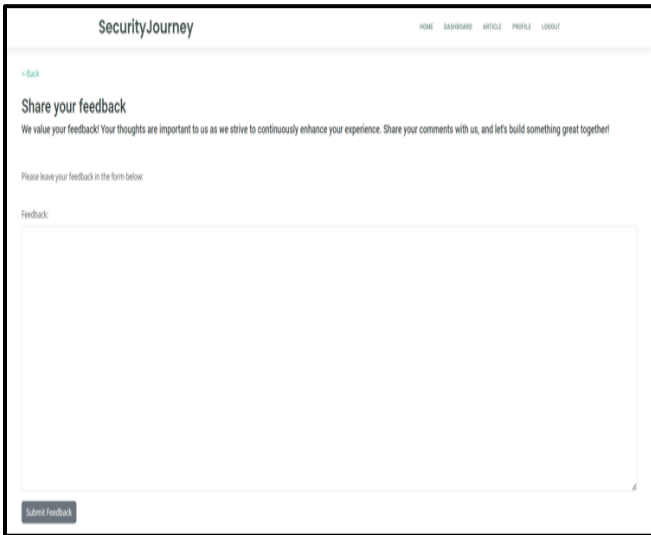 SecurityJourney
HOME DASHBOARD ARTICLE PROFILE LOGOUT
<-Back
Share your feedback
We value your feedback! Your thoughts are important to us as we strive to continuously enhance your experience. Share your comments with us, and let's build something great together!
Please leave your feedback in the form below:
Feedback:
Submit Feedback